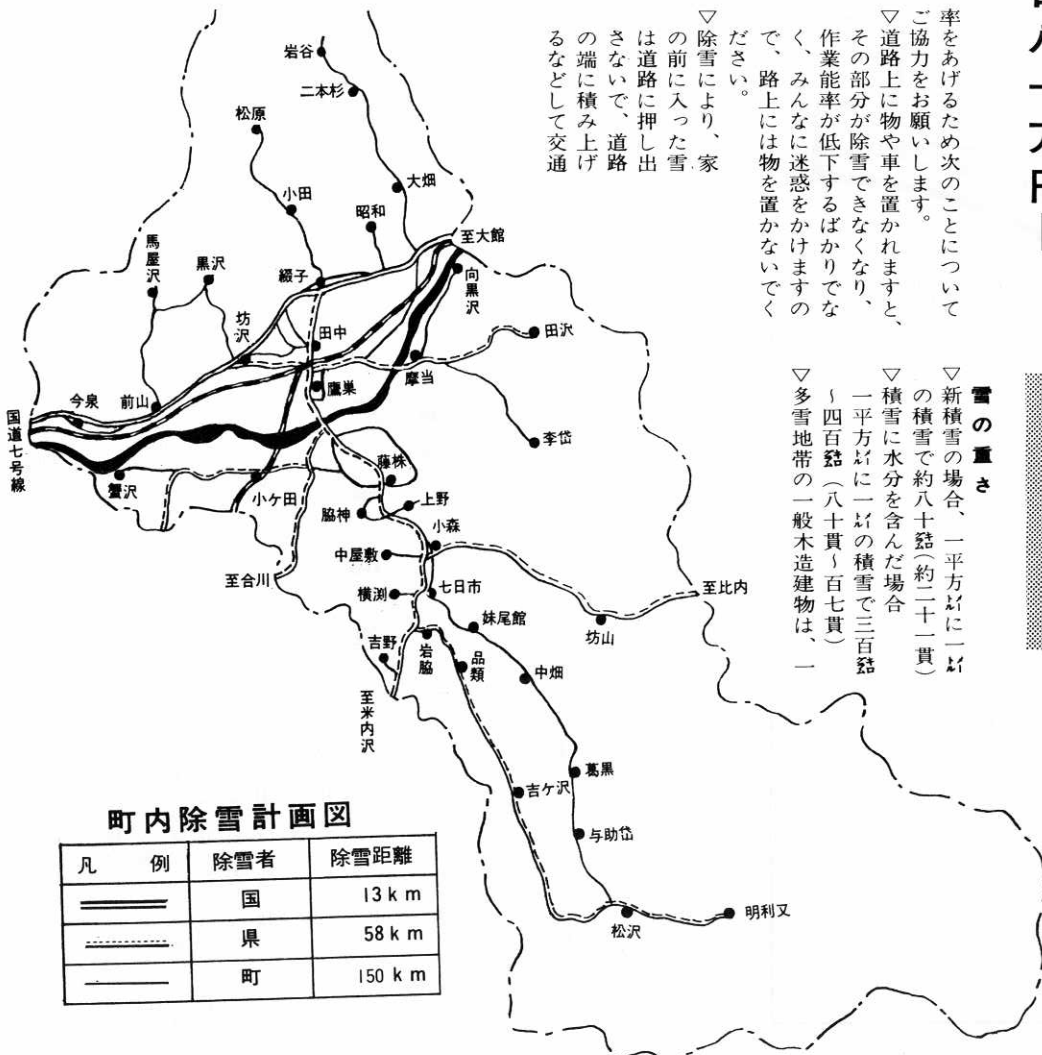 率をあげるため次のことについて
ご協力をお願いします。
▽道路上に物や車を置かれますと、
その部分が除雪できなくなり、
作業能率が低下するばかりでな
く、みんなに迷惑をかけますの
で、路上には物を置かないでく
ださい。
▽除雪により、家
の前に入った雪
は道路に押し出
さないで、道路
の端に積み上げ
るなどして交通
雪の重さ
▽新積雪の場合、一平方㍍に一㍍
の積雪で約八十㌔(約二十一貫)
▽積雪に水分を含んだ場合
一平方㍍に一㍍の積雪で三百㌔
～四百㌔(八十貫～百七貫)
▽多雪地帯の一般木造建物は、一
岩谷
二本杉
松原
小田
大畑
昭和
至大館
馬屋沢
黒沢
綴子
向黒沢
坊沢
田中
田沢
摩当
鷹巣
今泉
前山
国道七号線
李岱
蟹沢
小ケ田
藤株
上野
脇神
小森
中屋敷
至合川
横渕
七日市
至比内
坊山
妹尾館
吉野
岩脇
品類
中畑
至米内沢
葛黒
吉ケ沢
与助岱
松沢
明利又
町内除雪計画図
凡例 除雪者 除雪距離
国 13km
県 58km
町 150km